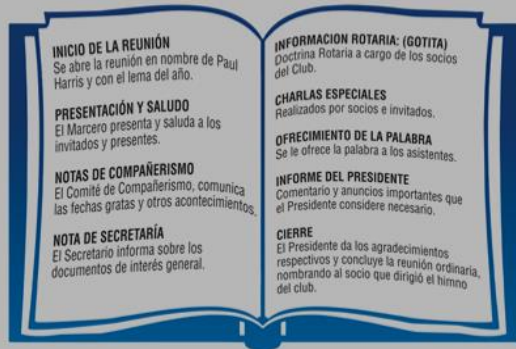 INICIO DE LA REUNIÓN
Se abre la reunión en nombre de Paul
Harris y con el lema del año.
PRESENTACIÓN Y SALUDO
El Marcero presenta y saluda a los
invitados y presentes.
NOTAS DE COMPAÑERISMO
El Comité de Compañerismo, comunica
las fechas gratas y otros acontecimientos.
NOTA DE SECRETARÍA
El Secretario informa sobre los
documentos de interés general.
INFORMACION ROTARIA: (GOTITA)
Doctrina Rotaria a cargo de los socios
del Club.
CHARLAS ESPECIALES
Realizados por socios e invitados.
OFRECIMIENTO DE LA PALABRA
Se le ofrece la palabra a los asistentes.
INFORME DEL PRESIDENTE
Comentario y anuncios importantes que
el Presidente considere necesario.
CIERRE
El Presidente da los agradecimientos
respectivos y concluye la reunión ordinaria,
nombrando al socio que dirigió el himno
del club.